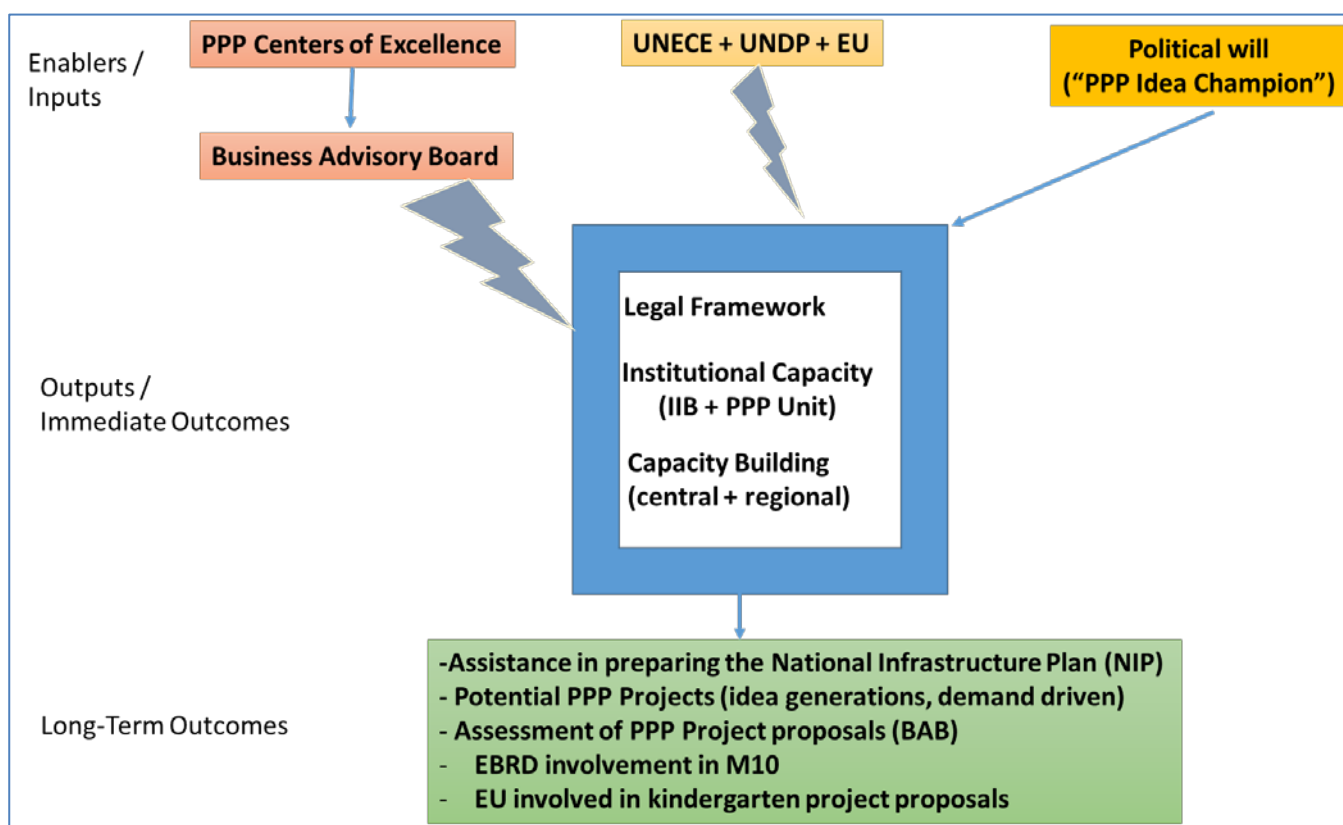 PPP Centers of Excellence
UNECE + UNDP + EU
Political will
(“PPP Idea Champion”)
Enablers /
Inputs
Business Advisory Board
Legal Framework
Institutional Capacity
(IIB + PPP Unit)
Capacity Building
(central + regional)
Outputs /
Immediate Outcomes
-Assistance in preparing the National Infrastructure Plan (NIP)
- Potential PPP Projects (idea generations, demand driven)
- Assessment of PPP Project proposals (BAB)
- EBRD involvement in M10
- EU involved in kindergarten project proposals
Long-Term Outcomes